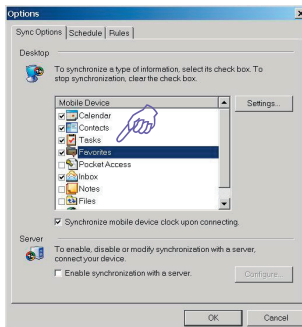 Options
Sync Options
Schedule
Rules
Desktop
To synchronize a type of information, select its check box. To
stop synchronization, clear the check box.
Mobile Device
Settings...
Calendar
Contacts
Tasks
Favorites
Pocket Access
Inbox
Notes
Files
Synchronize mobile device clock upon connecting.
Server
To enable, disable or modify synchronization with a server,
connect your device.
Enable synchronization with a server.
Configure...
OK
Cancel